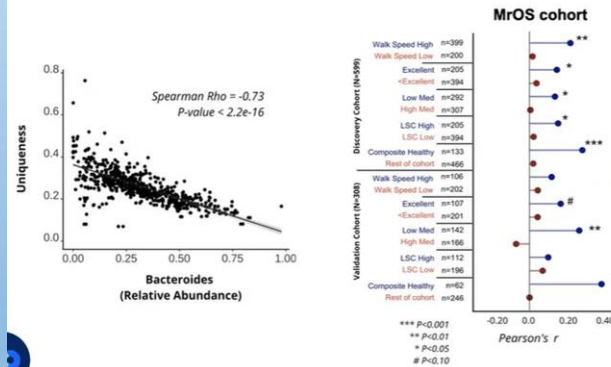 MrOS cohort
0.8
0.6
0.4
0.2
0.0
Uniqueness
Spearman Rho = -0.73
P-value < 2.2e-16
0.00 0.25 0.50 0.75 1.00
Bacteroides
(Relative Abundance)
Discovery Cohort (N=599)
Walk Speed High n=399 **
Walk Speed Low n=200
Excellent n=205 *
<Excellent n=394
Low Med n=292 *
High Med n=307
LSC High n=205 *
LSC Low n=394
Composite Healthy n=133 ***
Rest of cohort n=466
Validation Cohort (N=308)
Walk Speed High n=106
Walk Speed Low n=202
Excellent n=107 #
<Excellent n=201
Low Med n=142 **
High Med n=166
LSC High n=112
LSC Low n=196
Composite Healthy n=62
Rest of cohort n=246
-0.20 0.0 0.20 0.40
Pearson's r
*** P<0.001
** P<0.01
* P<0.05
# P<0.10